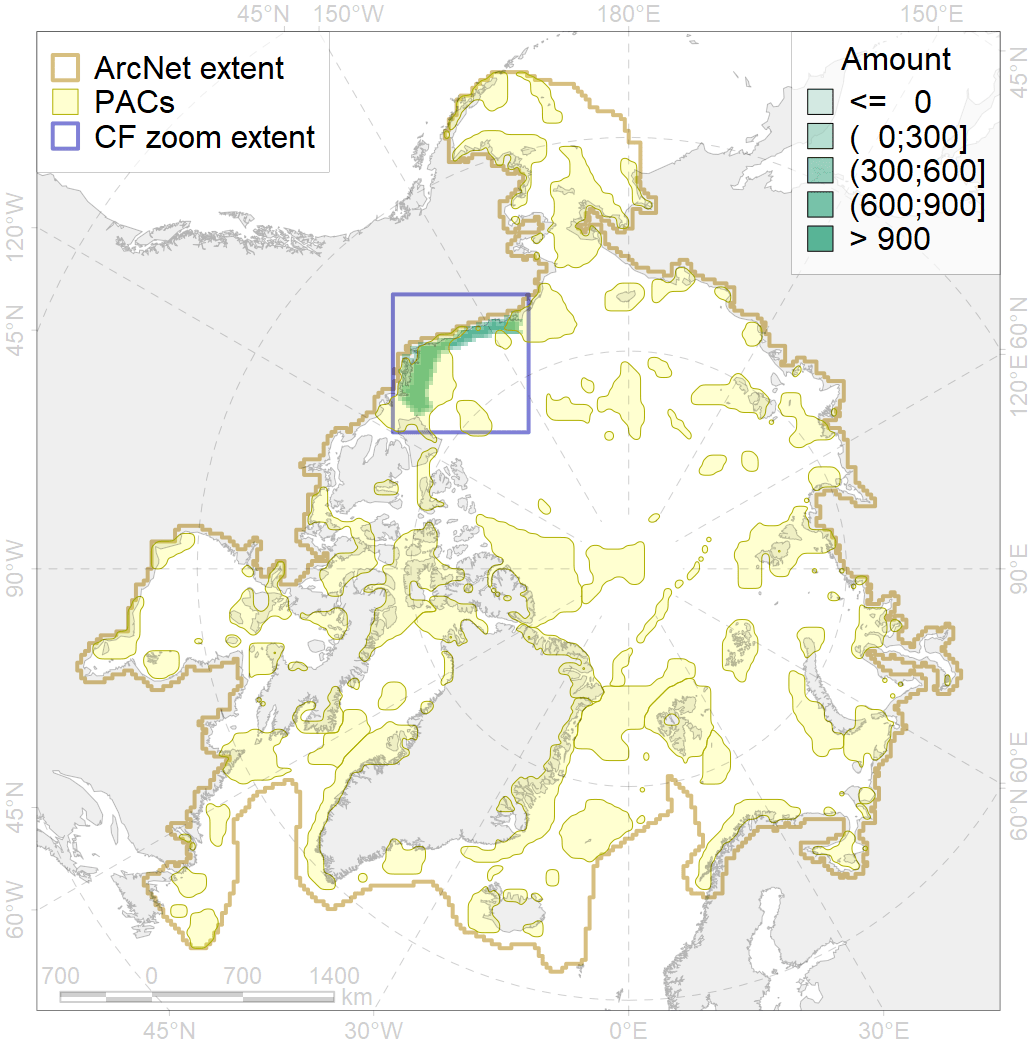 45°N 150°W 180°E 150°E
ArcNet extent
PACs
CF zoom extent
Amount
<= 0
( 0;300]
(300;600]
(600;900]
> 900
45°N
120°W
45°N
90°W
45°N
60°W
60°N
120°E
90°E
60°E
60°N
700 0 700 1400
km
45°N 30°W 0°E 30°E